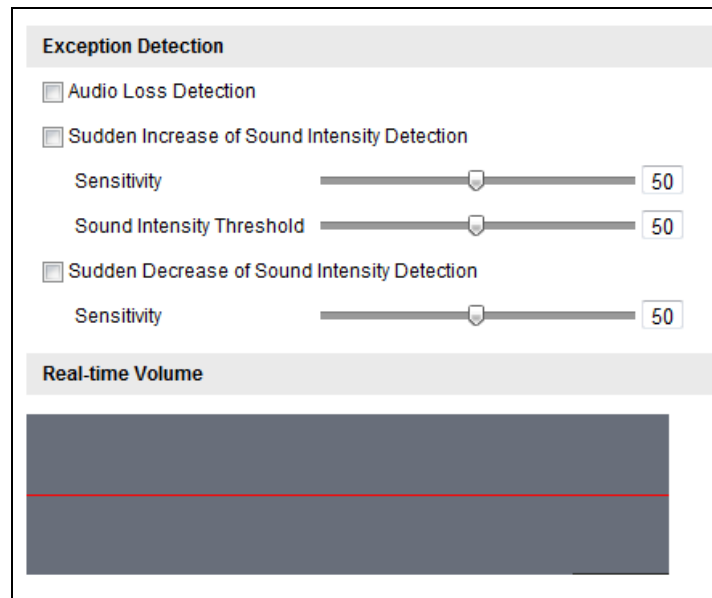 Exception Detection
Audio Loss Detection
Sudden Increase of Sound Intensity Detection
Sensitivity 50
Sound Intensity Threshold 50
Sudden Decrease of Sound Intensity Detection
Sensitivity 50
Real-time Volume